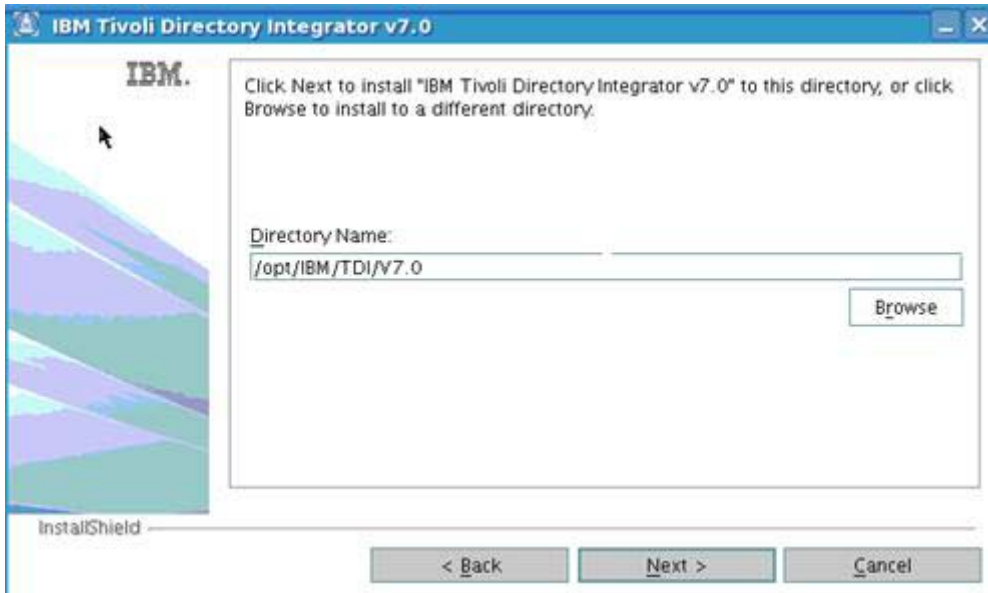 IBM Tivoli Directory Integrator v7.0
IBM.
Click Next to install "IBM Tivoli Directory Integrator v7.0" to this directory, or click
Browse to install to a different directory.
Directory Name:
/opt/IBM/TDI/V7.0
Browse
InstallShield
< Back
Next >
Cancel